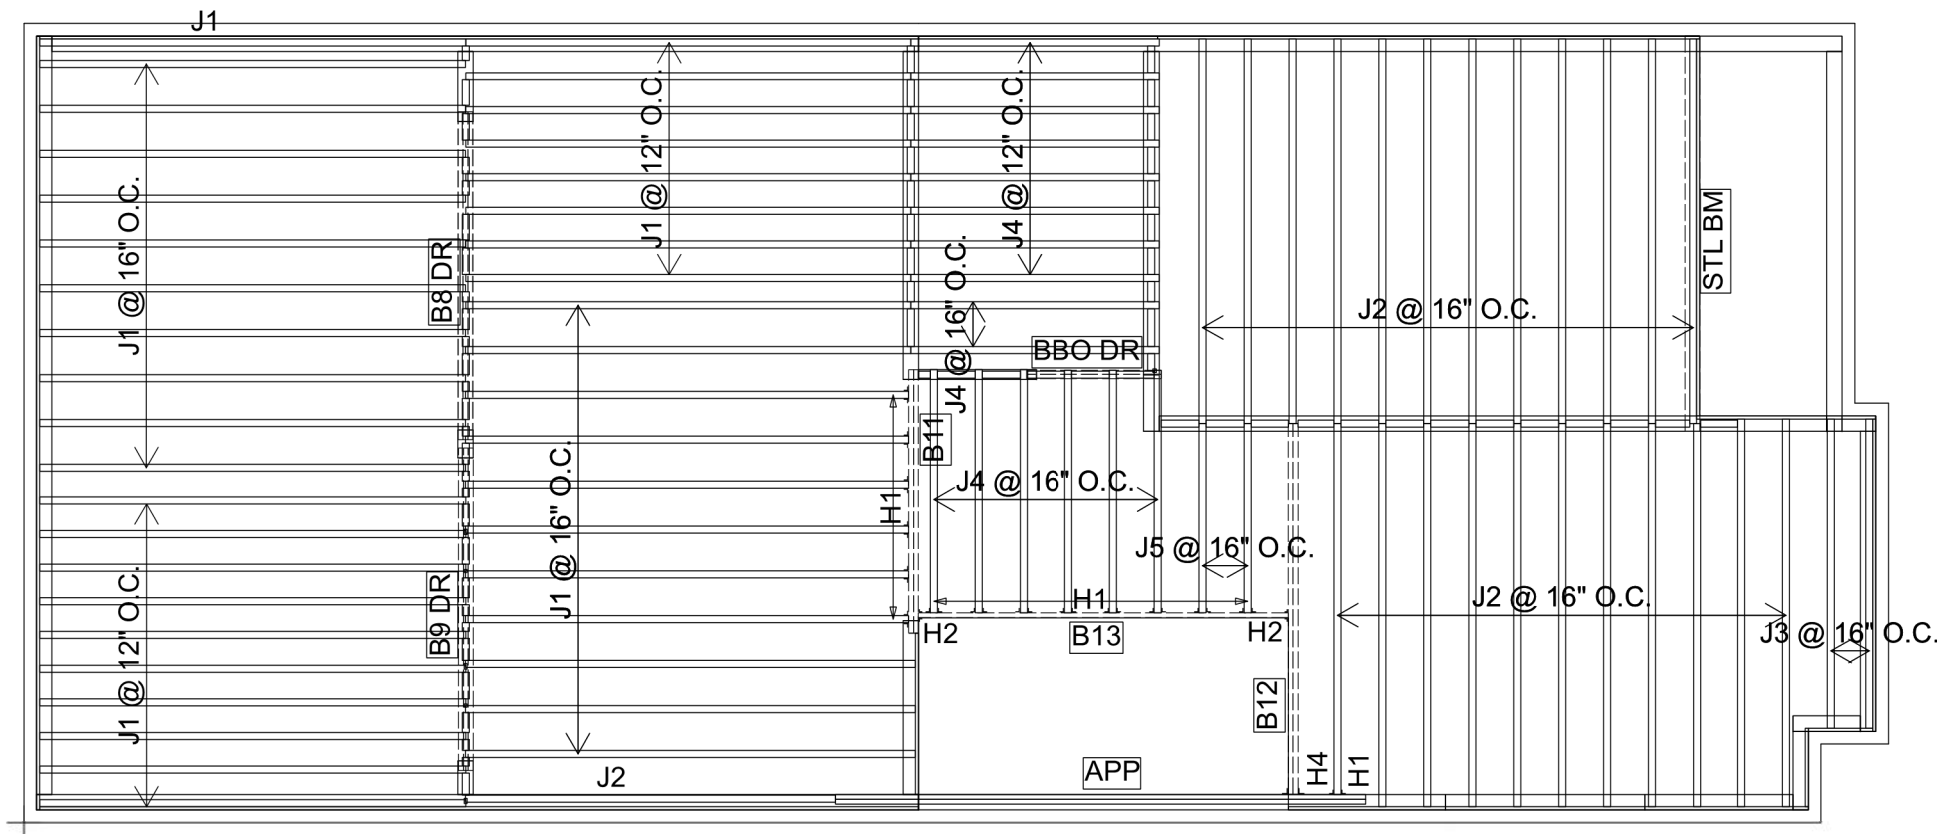 J1
J1 @ 16" O.C.
J1 @ 12" O.C.
B8 DR
B9 DR
J1 @ 12" O.C.
J1 @ 16" O.C.
J2
J4 @ 12" O.C.
J4 @ 16" O.C.
BBO DR
B11
H1
J4 @ 16" O.C.
J5 @ 16" O.C.
H1
H2
B13
H2
APP
B12
H4
H1
J2 @ 16" O.C.
STL BM
J2 @ 16" O.C.
J3 @ 16" O.C.